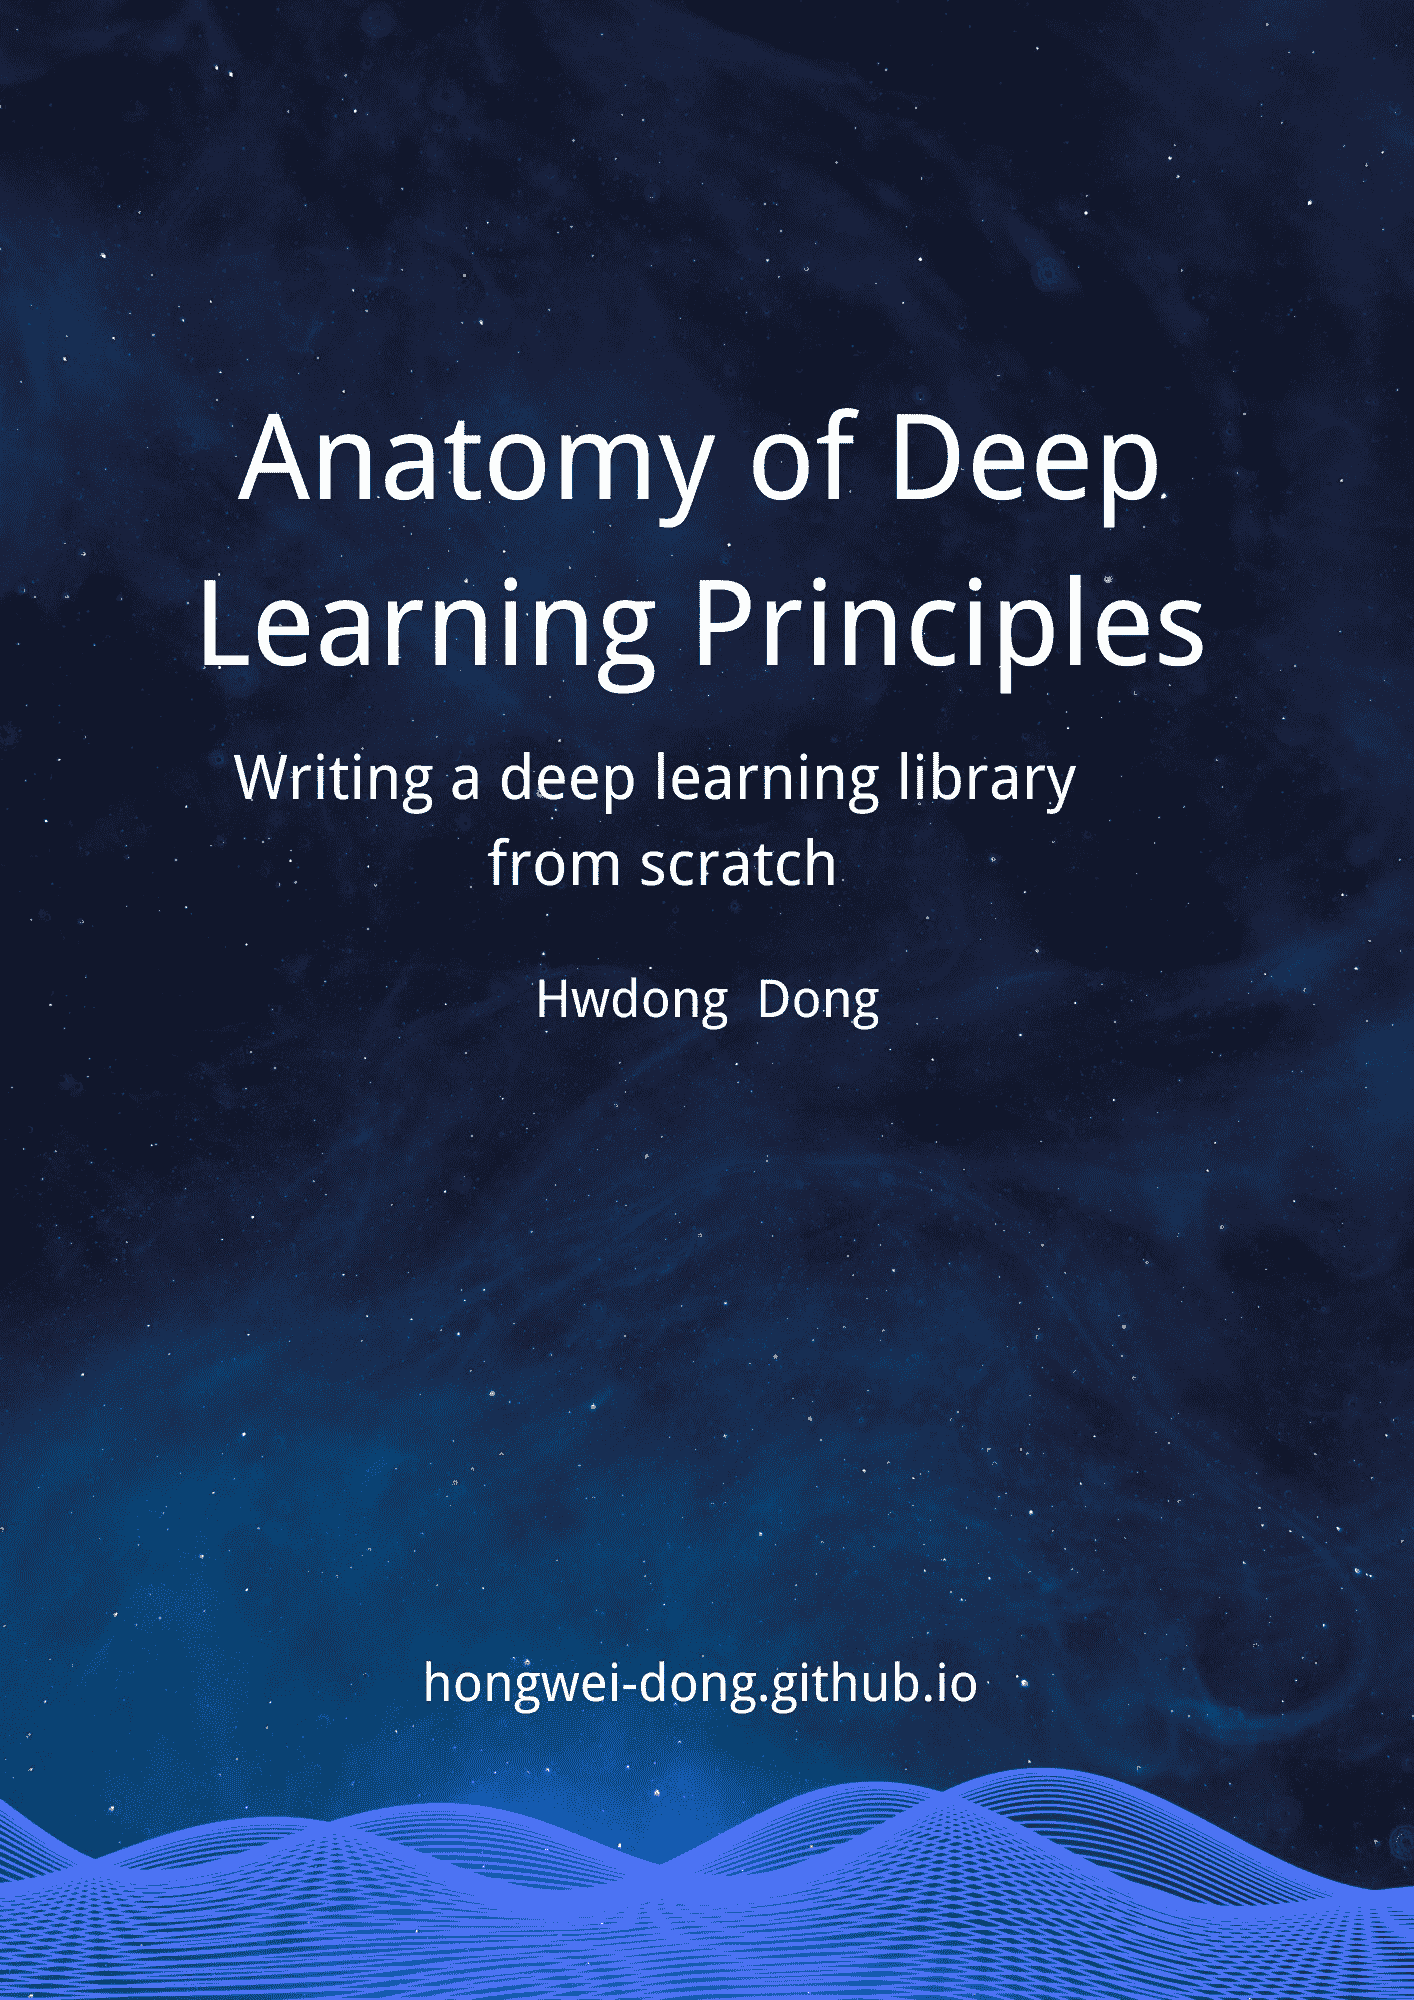 Anatomy of Deep
Learning Principles
Writing a deep learning library
from scratch
Hwdong Dong
hongwei-dong.github.io